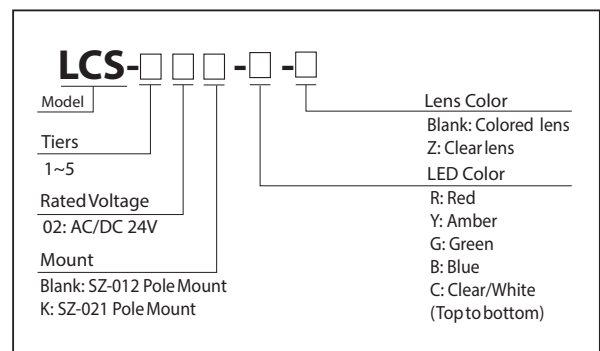 LCS-□□□-□-□
Model
Tiers
1~5
Rated Voltage
02: AC/DC 24V
Mount
Blank: SZ-012 Pole Mount
K: SZ-021 Pole Mount
Lens Color
Blank: Colored lens
Z: Clear lens
LED Color
R: Red
Y: Amber
G: Green
B: Blue
C: Clear/White
(Top to bottom)